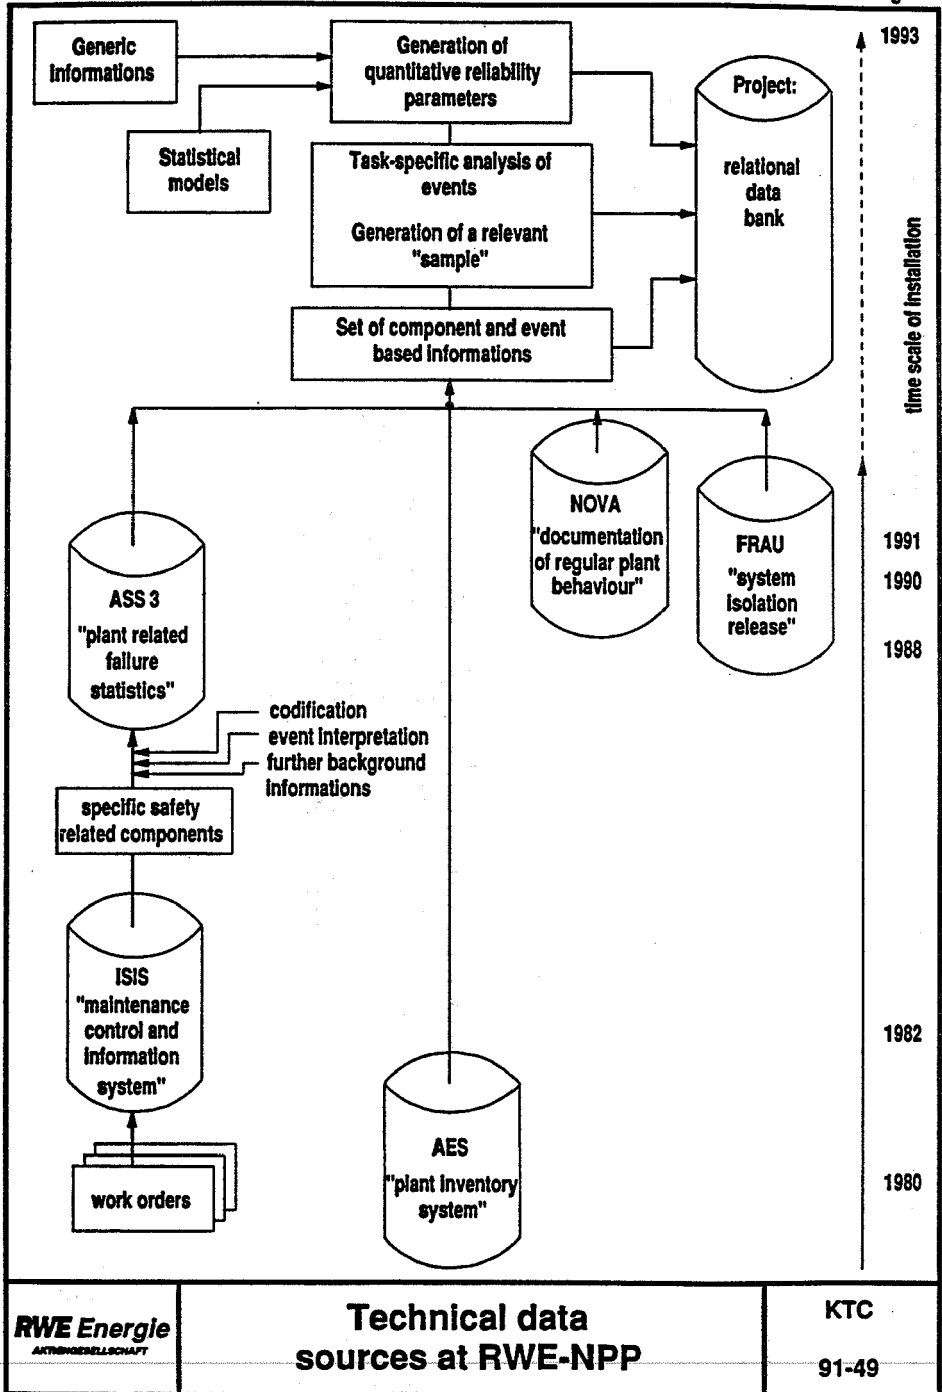 1993
Generic
informations
Generation of
quantitative reliability
parameters
Project:
relational
data
bank
Statistical
models
Task-specific analysis of
events
Generation of a relevant
"sample"
time scale of installation
Set of component and event
based informations
NOVA
"documentation
of regular plant
behaviour"
FRAU
"system
isolation
release"
1991
1990
1988
ASS 3
"plant related
failure
statistics"
codification
event interpretation
further background
informations
specific safety
related components
ISIS
"maintenance
control and
information
system"
1982
AES
"plant inventory
system"
1980
work orders
RWE Energie
AKTIENGESELLSCHAFT
Technical data
sources at RWE-NPP
KTC
91-49